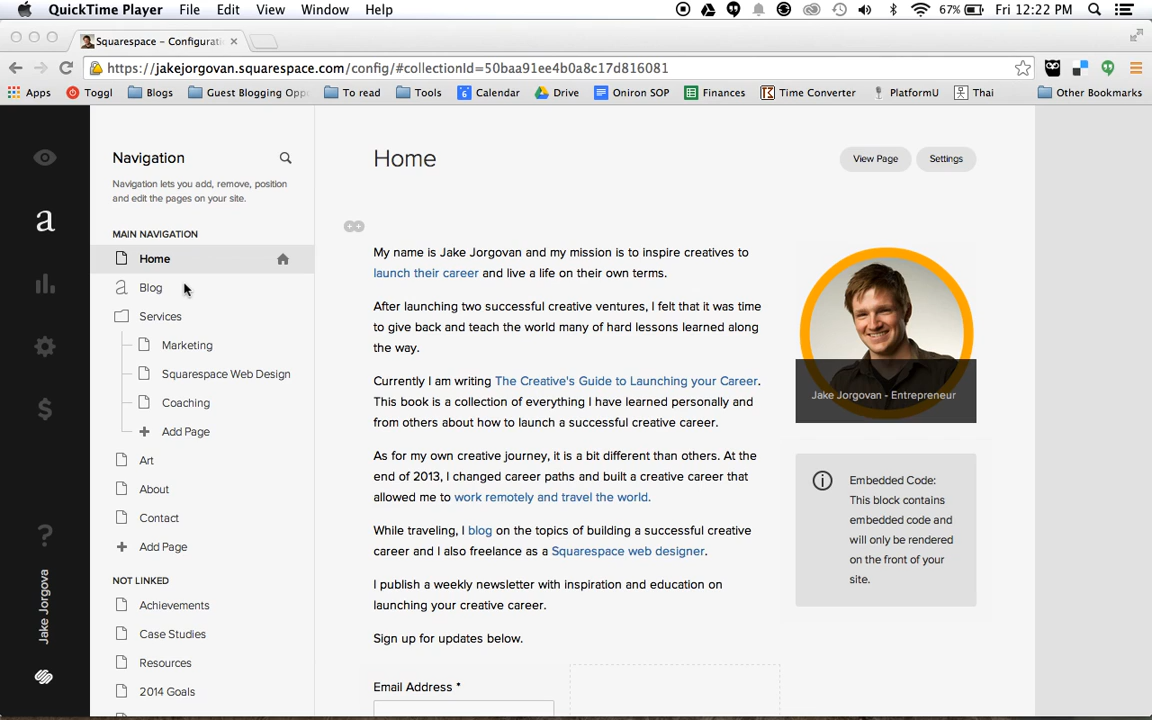 QuickTime Player File Edit View Window Help 67% Fri 12:22 PM
Squarespace - Configurati
https://jakejorgovan.squarespace.com/config/#collectionId=50baa91ee4b0a8c17d816081
Apps Toggl Blogs Guest Blogging Opp To read Tools 6 Calendar Drive Oniron SOP Finances Time Converter PlatformU Thai Other Bookmarks
Navigation
Navigation lets you add, remove, position
and edit the pages on your site.
MAIN NAVIGATION
Home
Blog
Services
Marketing
Squarespace Web Design
Coaching
Add Page
Art
About
Contact
Add Page
NOT LINKED
Achievements
Case Studies
Resources
2014 Goals
Jake Jorgova
Home
View Page Settings
My name is Jake Jorgovan and my mission is to inspire creatives to
launch their career and live a life on their own terms.
After launching two successful creative ventures, I felt that it was time
to give back and teach the world many of hard lessons learned along
the way.
Currently I am writing The Creative's Guide to Launching your Career.
This book is a collection of everything I have learned personally and
from others about how to launch a successful creative career.
As for my own creative journey, it is a bit different than others. At the
end of 2013, I changed career paths and built a creative career that
allowed me to work remotely and travel the world.
While traveling, I blog on the topics of building a successful creative
career and I also freelance as a Squarespace web designer.
I publish a weekly newsletter with inspiration and education on
launching your creative career.
Sign up for updates below.
Email Address *
Jake Jorgovan - Entrepreneur
Embedded Code:
This block contains
embedded code and
will only be rendered
on the front of your
site.